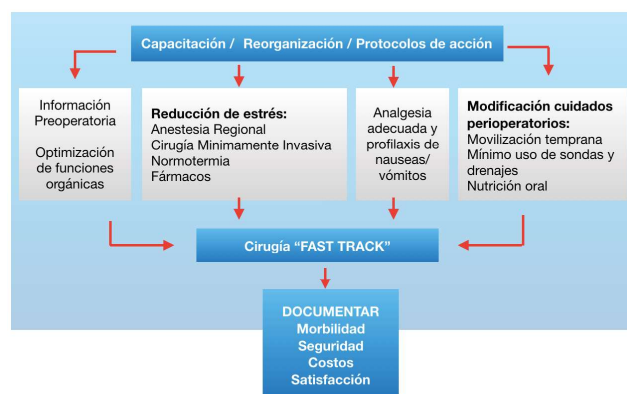 Capacitación / Reorganización / Protocolos de acción
Información
Preoperatoria
Optimización
de funciones
orgánicas
Reducción de estrés:
Anestesia Regional
Cirugía Minimamente Invasiva
Normotermia
Fármacos
Analgesia
adecuada y
profilaxis de
nauseas/
vómitos
Modificación cuidados
perioperatorios:
Movilización temprana
Mínimo uso de sondas y
drenajes
Nutrición oral
Cirugía “FAST TRACK”
DOCUMENTAR
Morbilidad
Seguridad
Costos
Satisfacción